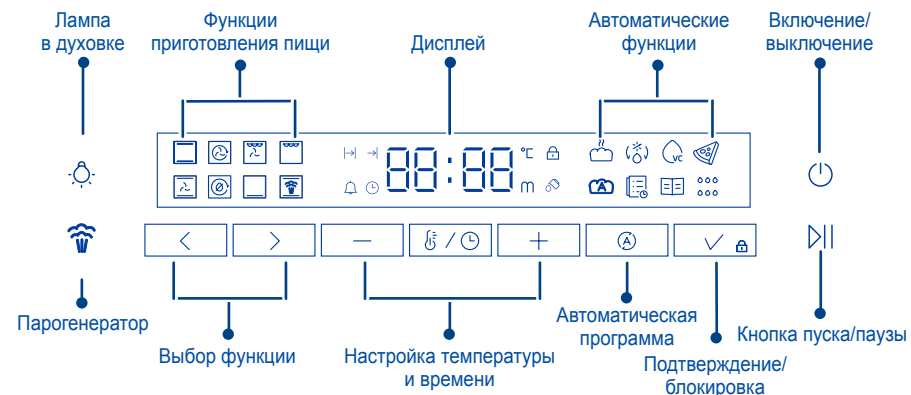 Лампа
в духовке
Функции
приготовления пищи
Дисплей
Автоматические
функции
Включение/
выключение
88:88
°C
m
VC
A
A
Парогенератор
Выбор функции
Настройка температуры
и времени
Автоматическая
программа
Подтверждение/
блокировка
Кнопка пуска/паузы